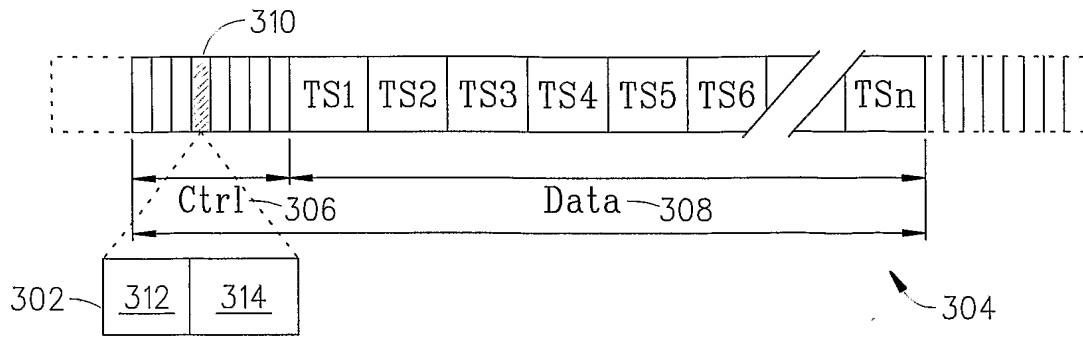 310
TS1 TS2 TS3 TS4 TS5 TS6 TSn
Ctrl 306 Data 308
302 312 314
304